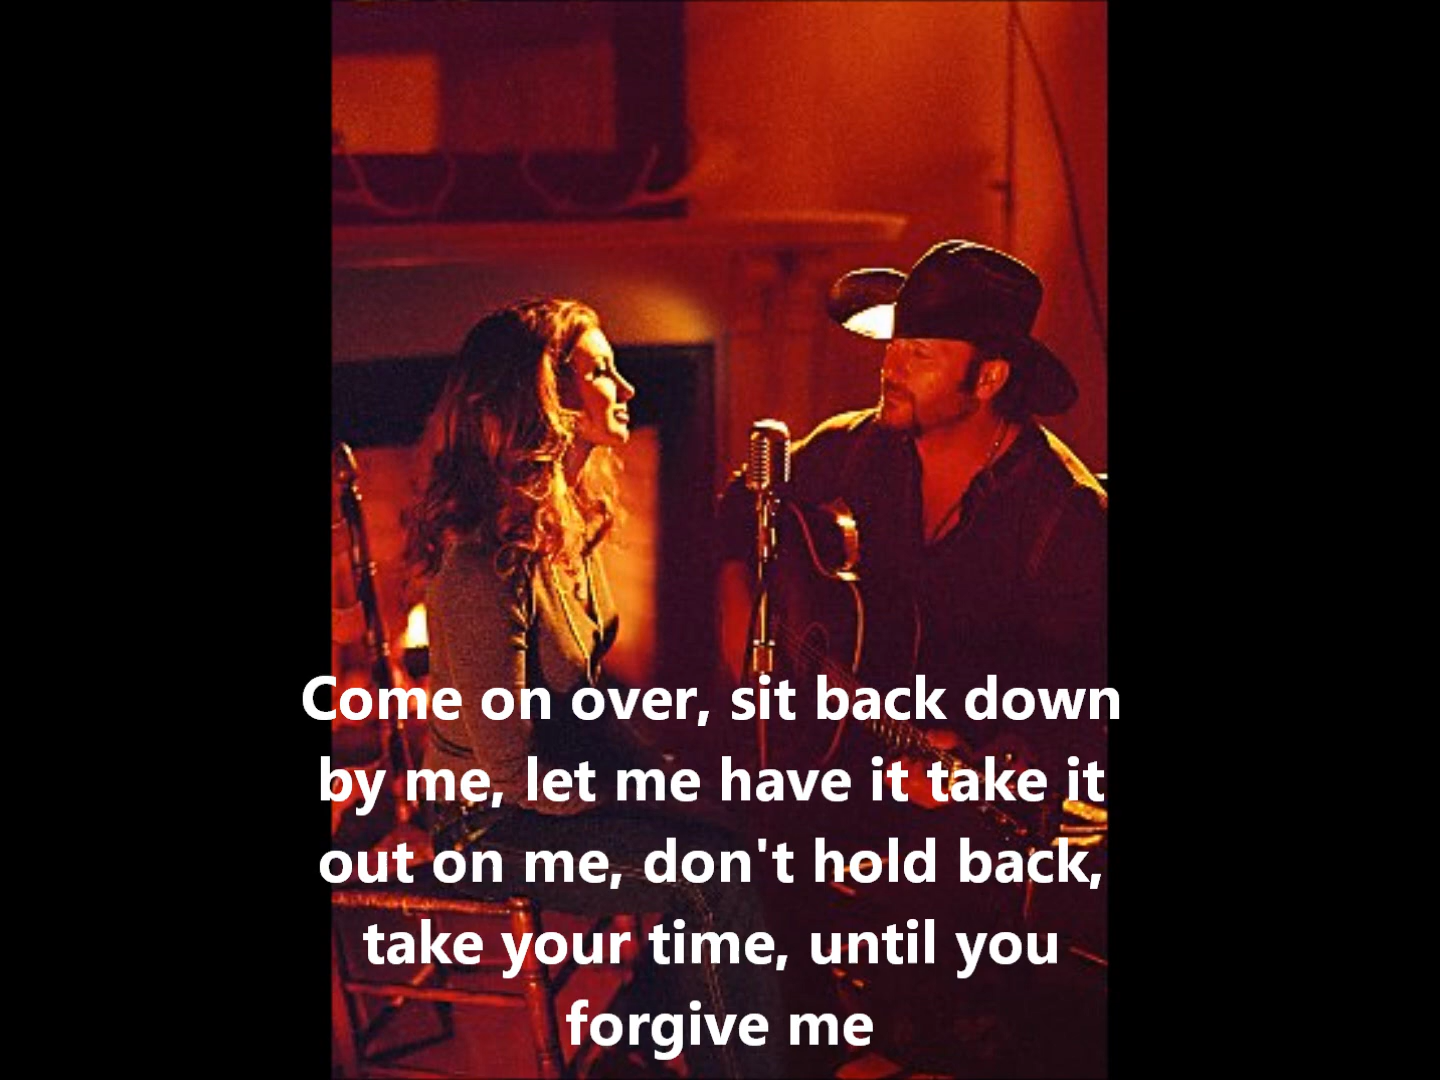 Come on over, sit back down
by me, let me have it take it
out on me, don't hold back,
take your time, until you
forgive me